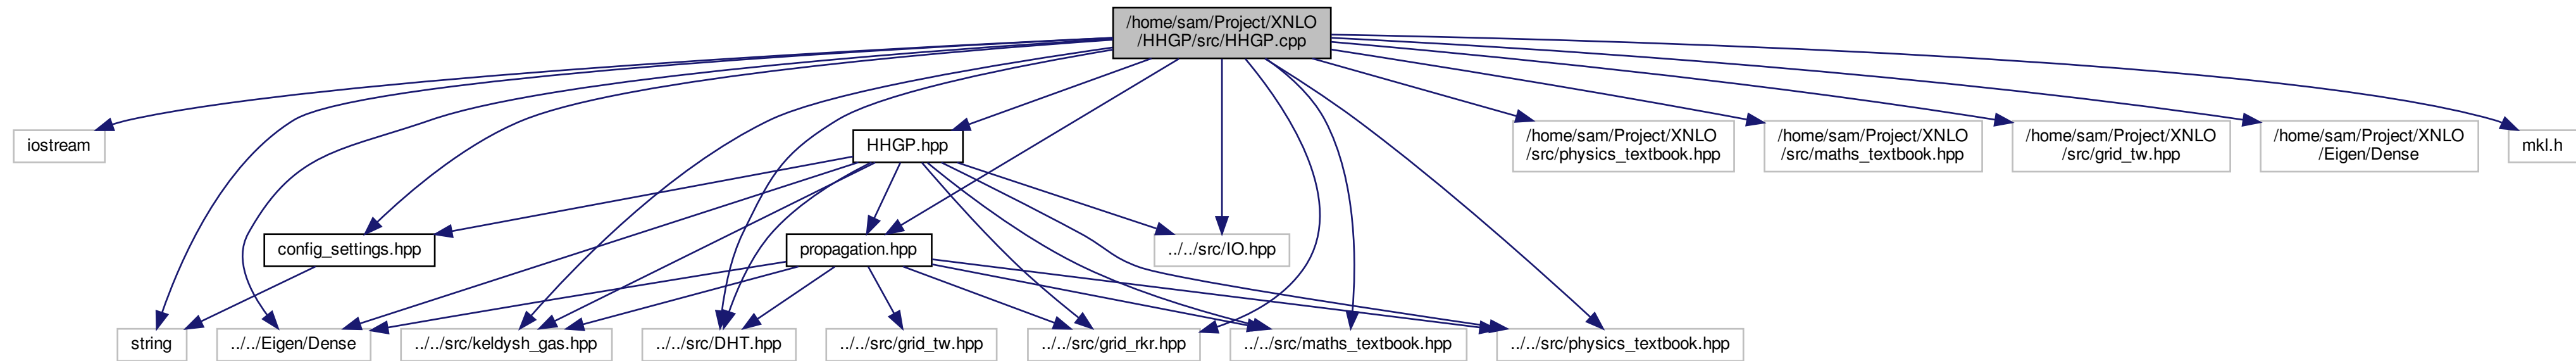 /home/sam/Project/XNLO
/HHGP/src/HHGP.cpp
iostream
HHGP.hpp
/home/sam/Project/XNLO
/src/physics_textbook.hpp
/home/sam/Project/XNLO
/src/maths_textbook.hpp
/home/sam/Project/XNLO
/src/grid_tw.hpp
/home/sam/Project/XNLO
/Eigen/Dense
mkl.h
config_settings.hpp
propagation.hpp
../../src/IO.hpp
string
../../Eigen/Dense
../../src/keldysh_gas.hpp
../../src/DHT.hpp
../../src/grid_tw.hpp
../../src/grid_rkr.hpp
../../src/maths_textbook.hpp
../../src/physics_textbook.hpp